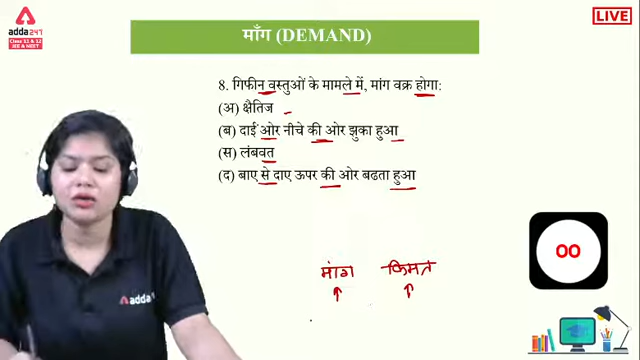 adda247
Class 11 & 12
JEE & NEET
माँग (DEMAND)
LIVE
8. गिफीन वस्तुओं के मामले में, मांग वक्र होगा:
(अ) क्षैतिज
(ब) दाईं ओर नीचे की ओर झुका हुआ
(स) लंबवत
(द) बाए से दाए ऊपर की ओर बढता हुआ
मांग किमत
00
adda247